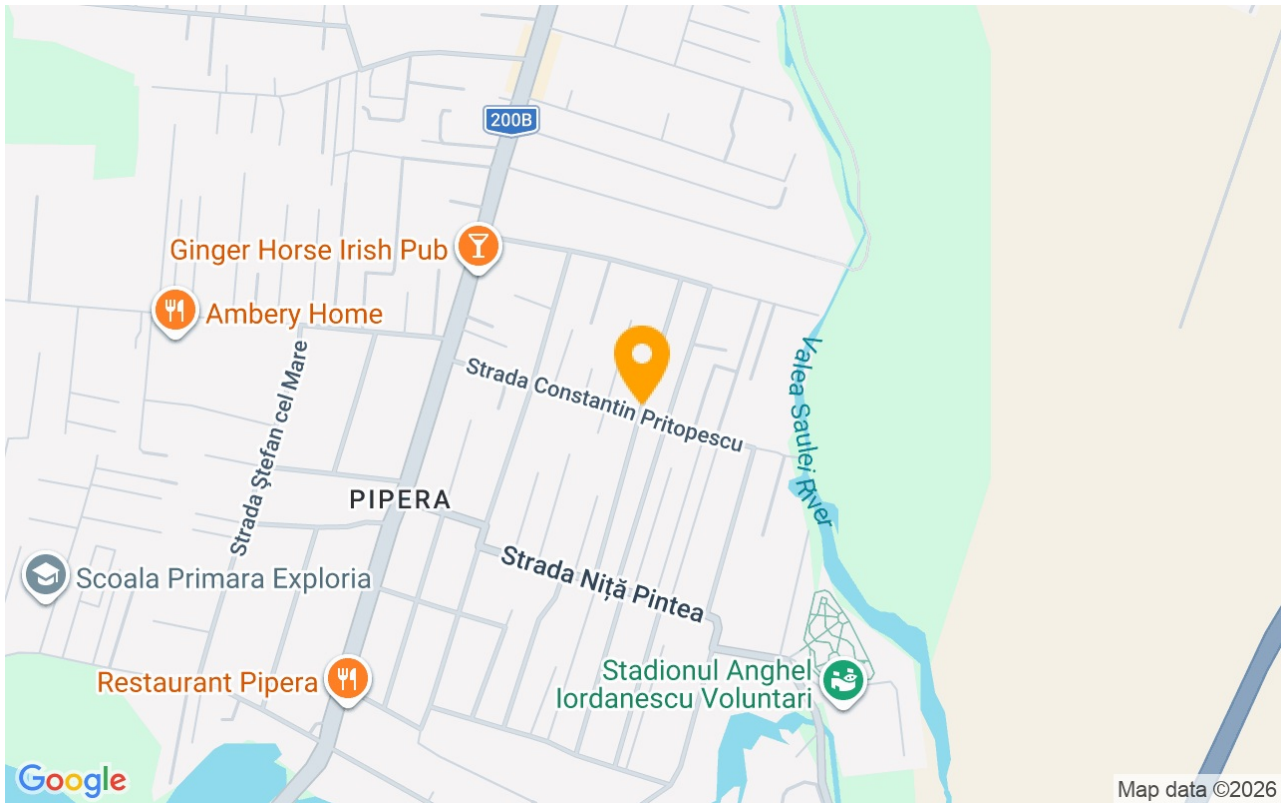 200B
Ginger Horse Irish Pub
Ambery Home
Strada Constantin Pritopescu
Strada Ștefan cel Mare
Valea Saulei River
PIPERA
Strada Niță Pintea
Scoala Primara Exploria
Restaurant Pipera
Stadionul Anghel
Iordanescu Voluntari
Google
Map data ©2026